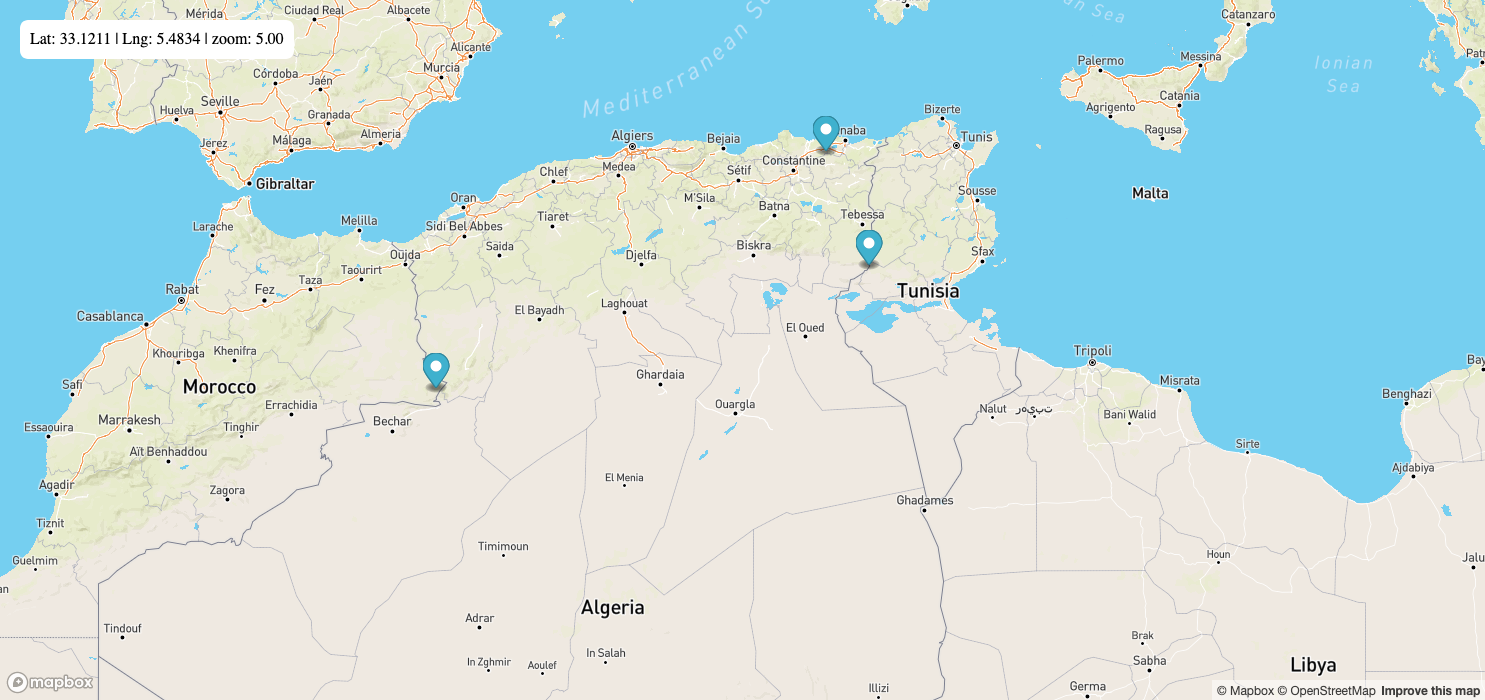 Mérida
Ciudad Real
Albacete
Catanzaro
Lat: 33.1211 | Lng: 5.4834 | zoom: 5.00
Alicante
Mediterranean
Messina
Palermo
Ionian
Sea
Córdoba
Murcia
Jaén
Catania
Seville
Agrigento
Huelva
Granada
Bizerte
Ragusa
Almeria
Algiers
Bejaia
Tunis
Jerez
Málaga
Constantine
Medea
Sétif
Chlef
Gibraltar
Malta
Sousse
Oran
M'Sila
Batna
Tebessa
Melilla
Tiaret
Larache
Sidi Bel Abbes
Saida
Biskra
Sfax
Oujda
Djelfa
Taourirt
Taza
Rabat
Fez
Tunisia
Laghouat
El Bayadh
Casablanca
El Oued
Khouribga
Khenifra
Tripoli
Ghardaia
Morocco
Safi
Misrata
Benghazi
Errachidia
Ouargla
Nalut
Marrakesh
Bechar
Bani Walid
Essaouira
Tinghir
Sirte
Aït Benhaddou
Ajdabiya
El Menia
Agadir
Zagora
Ghadames
Tiznit
Timimoun
Houn
Guelmim
Jalu
Algeria
Adrar
Tindouf
Brak
In Salah
In Zghmir
Aoulef
Sabha
Libya
mapbox
Illizi
Germa
© Mapbox © OpenStreetMap Improve this map